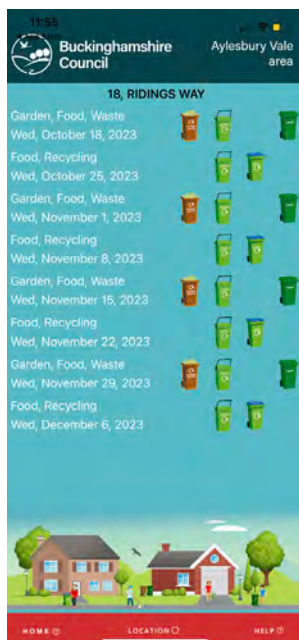 11:55
Buckinghamshire
Council
Aylesbury Vale
area
18, RIDINGS WAY
Garden, Food, Waste
Wed, October 18, 2023
Food, Recycling
Wed, October 25, 2023
Garden, Food, Waste
Wed, November 1, 2023
Food, Recycling
Wed, November 8, 2023
Garden, Food, Waste
Wed, November 15, 2023
Food, Recycling
Wed, November 22, 2023
Garden, Food, Waste
Wed, November 29, 2023
Food, Recycling
Wed, December 6, 2023
HOME
LOCATION
HELP